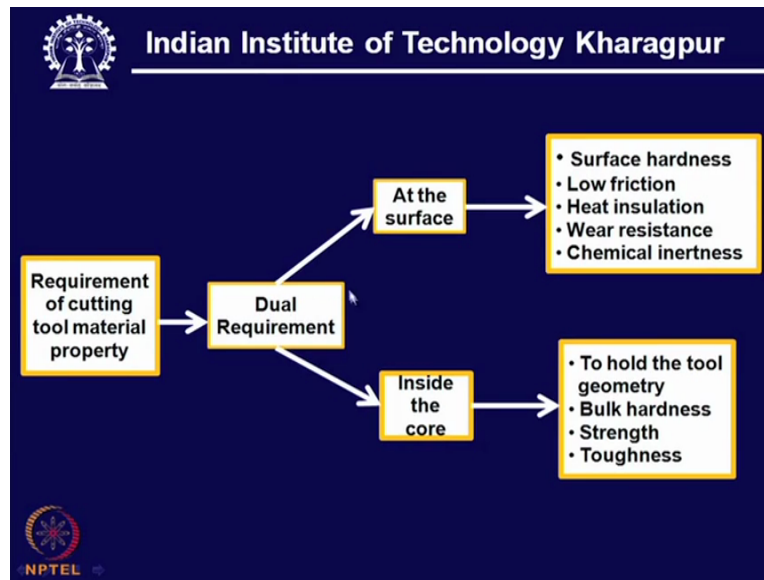 Indian Institute of Technology Kharagpur
Requirement
of cutting
tool material
property
Dual
Requirement
At the
surface
• Surface hardness
• Low friction
• Heat insulation
• Wear resistance
• Chemical inertness
Inside
the
core
• To hold the tool
geometry
• Bulk hardness
• Strength
• Toughness
NPTEL